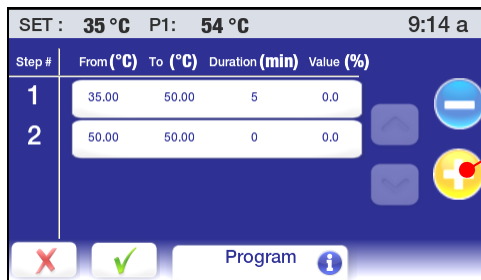 SET : 35 °C P1: 54 °C 9:14 a
Step # From (°C) To (°C) Duration (min) Value (%)
1 35.00 50.00 5 0.0
2 50.00 50.00 0 0.0
Program i